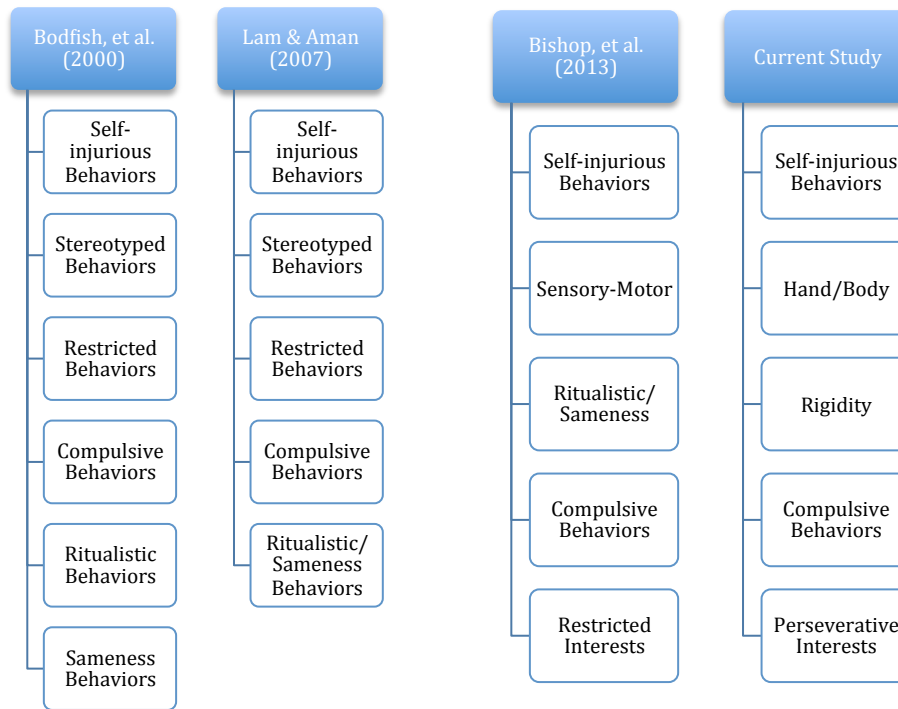 Bodfish, et al.
(2000)
Self-
injurious
Behaviors
Stereotyped
Behaviors
Restricted
Behaviors
Compulsive
Behaviors
Ritualistic
Behaviors
Sameness
Behaviors
Lam & Aman
(2007)
Self-
injurious
Behaviors
Stereotyped
Behaviors
Restricted
Behaviors
Compulsive
Behaviors
Ritualistic/
Sameness
Behaviors
Bishop, et al.
(2013)
Self-injurious
Behaviors
Sensory-Motor
Ritualistic/
Sameness
Compulsive
Behaviors
Restricted
Interests
Current Study
Self-injurious
Behaviors
Hand/Body
Rigidity
Compulsive
Behaviors
Perseverative
Interests